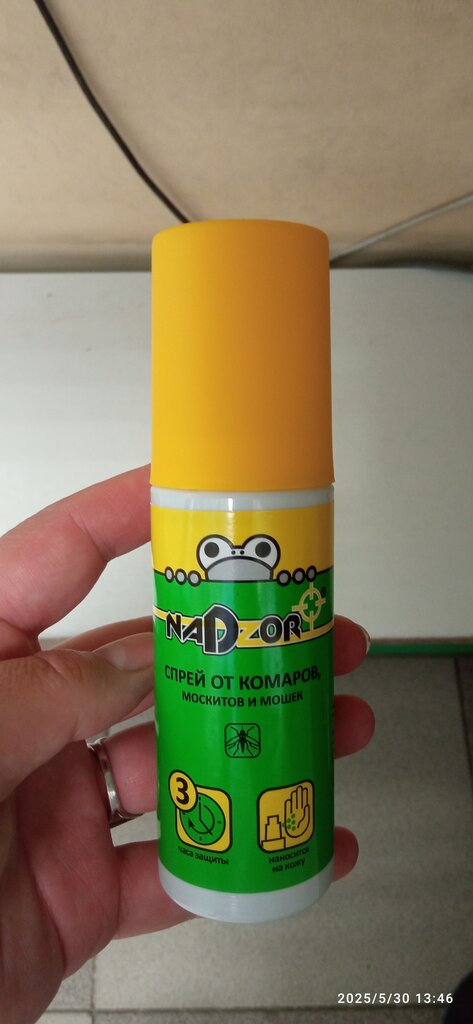 NADZOR®
СПРЕЙ ОТ КОМАРОВ,
МОСКИТОВ И МОШЕК
3
часа защиты
наносится
на кожу
2025/5/30 13:46